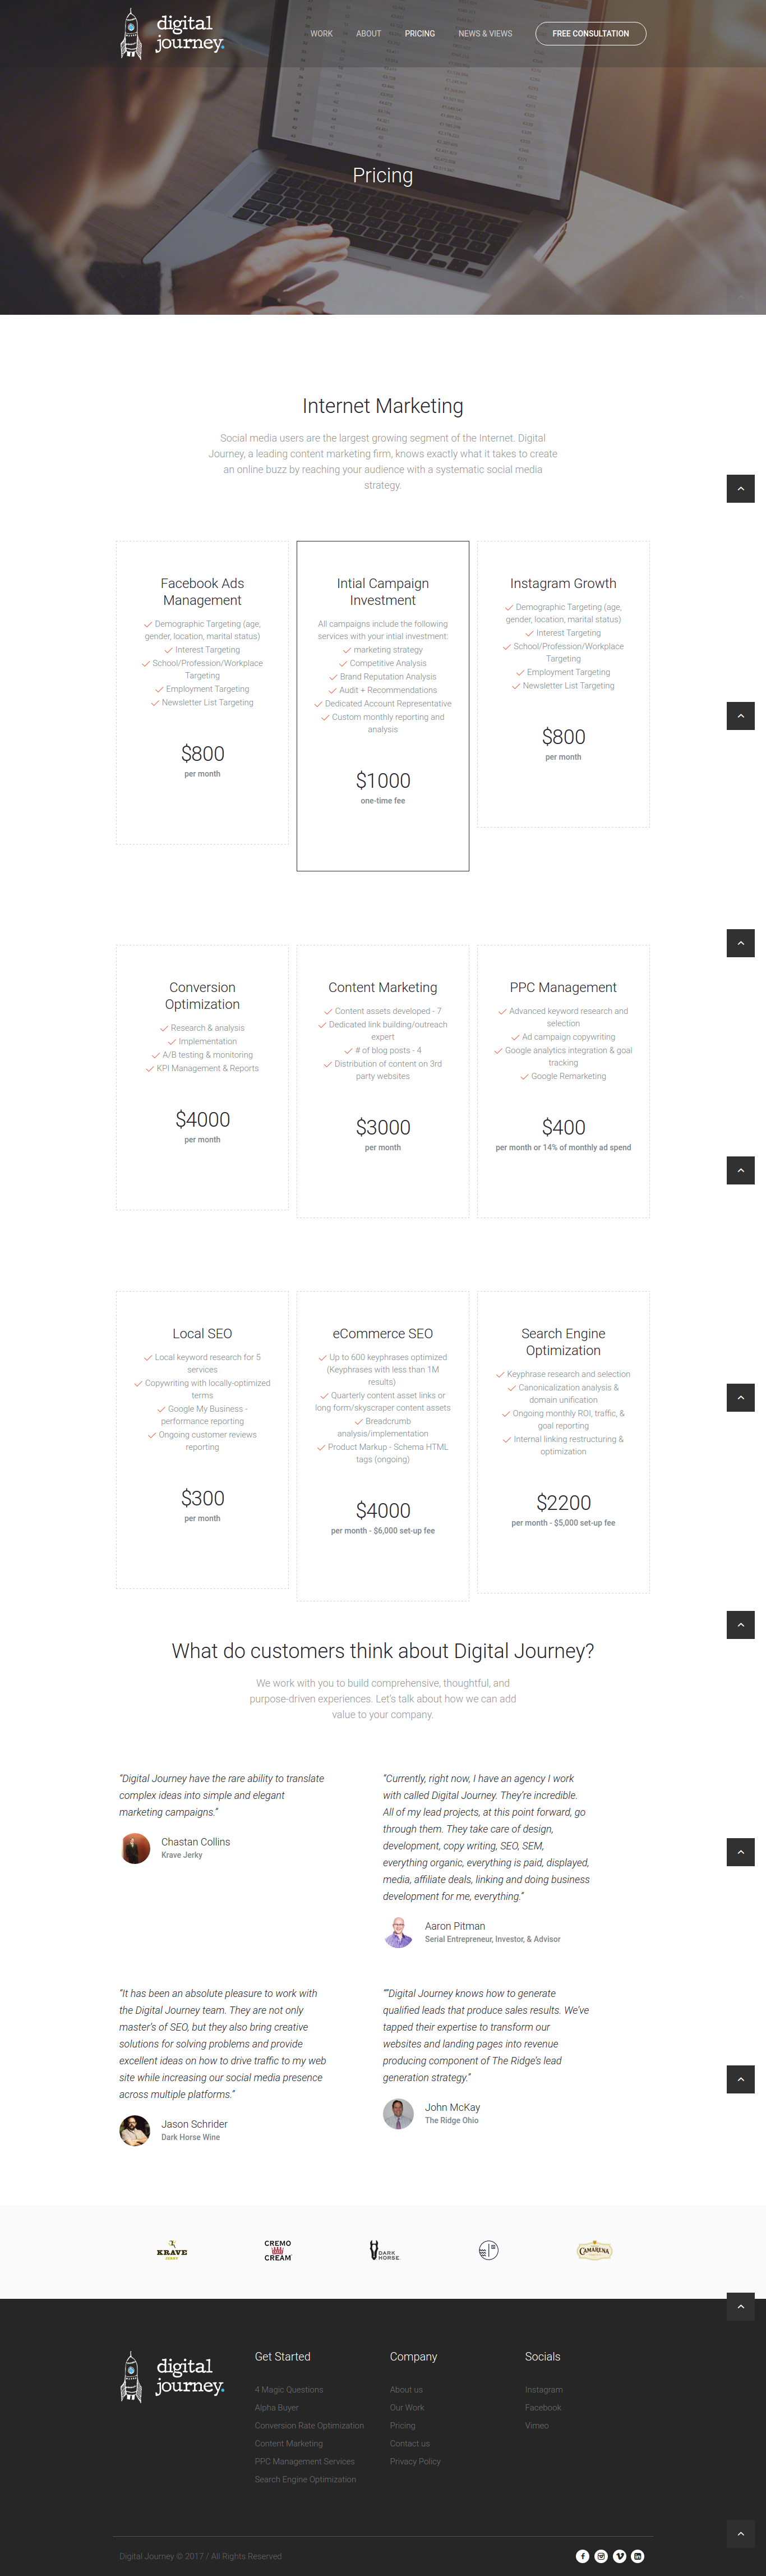 digital
journey.
WORK ABOUT PRICING NEWS & VIEWS FREE CONSULTATION
Pricing
Internet Marketing
Social media users are the largest growing segment of the Internet. Digital
Journey, a leading content marketing firm, knows exactly what it takes to create
an online buzz by reaching your audience with a systematic social media
strategy.
Facebook Ads
Management
Demographic Targeting (age,
gender, location, marital status)
Interest Targeting
School/Profession/Workplace
Targeting
Employment Targeting
Newsletter List Targeting
$800
per month
Intial Campaign
Investment
All campaigns include the following
services with your intial investment:
marketing strategy
Competitive Analysis
Brand Reputation Analysis
Audit + Recommendations
Dedicated Account Representative
Custom monthly reporting and
analysis
$1000
one-time fee
Instagram Growth
Demographic Targeting (age,
gender, location, marital status)
Interest Targeting
School/Profession/Workplace
Targeting
Employment Targeting
Newsletter List Targeting
$800
per month
Conversion
Optimization
Research & analysis
Implementation
A/B testing & monitoring
KPI Management & Reports
$4000
per month
Content Marketing
Content assets developed - 7
Dedicated link building/outreach
expert
# of blog posts - 4
Distribution of content on 3rd
party websites
$3000
per month
PPC Management
Advanced keyword research and
selection
Ad campaign copywriting
Google analytics integration & goal
tracking
Google Remarketing
$400
per month or 14% of monthly ad spend
Local SEO
Local keyword research for 5
services
Copywriting with locally-optimized
terms
Google My Business -
performance reporting
Ongoing customer reviews
reporting
$300
per month
eCommerce SEO
Up to 600 keyphrases optimized
(Keyphrases with less than 1M
results)
Quarterly content asset links or
long form/skyscraper content assets
Breadcrumb
analysis/implementation
Product Markup - Schema HTML
tags (ongoing)
$4000
per month - $6,000 set-up fee
Search Engine
Optimization
Keyphrase research and selection
Canonicalization analysis &
domain unification
Ongoing monthly ROI, traffic, &
goal reporting
Internal linking restructuring &
optimization
$2200
per month - $5,000 set-up fee
What do customers think about Digital Journey?
We work with you to build comprehensive, thoughtful, and
purpose-driven experiences. Let's talk about how we can add
value to your company.
“Digital Journey have the rare ability to translate
complex ideas into simple and elegant
marketing campaigns.”
Chastan Collins
Krave Jerky
“Currently, right now, I have an agency I work
with called Digital Journey. They’re incredible.
All of my lead projects, at this point forward, go
through them. They take care of design,
development, copy writing, SEO, SEM,
everything organic, everything is paid, displayed,
media, affiliate deals, linking and doing business
development for me, everything.”
Aaron Pitman
Serial Entrepreneur, Investor, & Advisor
“It has been an absolute pleasure to work with
the Digital Journey team. They are not only
master’s of SEO, but they also bring creative
solutions for solving problems and provide
excellent ideas on how to drive traffic to my web
site while increasing our social media presence
across multiple platforms.”
Jason Schrider
Dark Horse Wine
““Digital Journey knows how to generate
qualified leads that produce sales results. We’ve
tapped their expertise to transform our
websites and landing pages into revenue
producing component of The Ridge’s lead
generation strategy.”
John McKay
The Ridge Ohio
KRAVE
CREMO
CREAM
DARK
HORSE
CAMARENA
digital
journey.
Get Started
4 Magic Questions
Alpha Buyer
Conversion Rate Optimization
Content Marketing
PPC Management Services
Search Engine Optimization
Company
About us
Our Work
Pricing
Contact us
Privacy Policy
Socials
Instagram
Facebook
Vimeo
Digital Journey © 2017 / All Rights Reserved